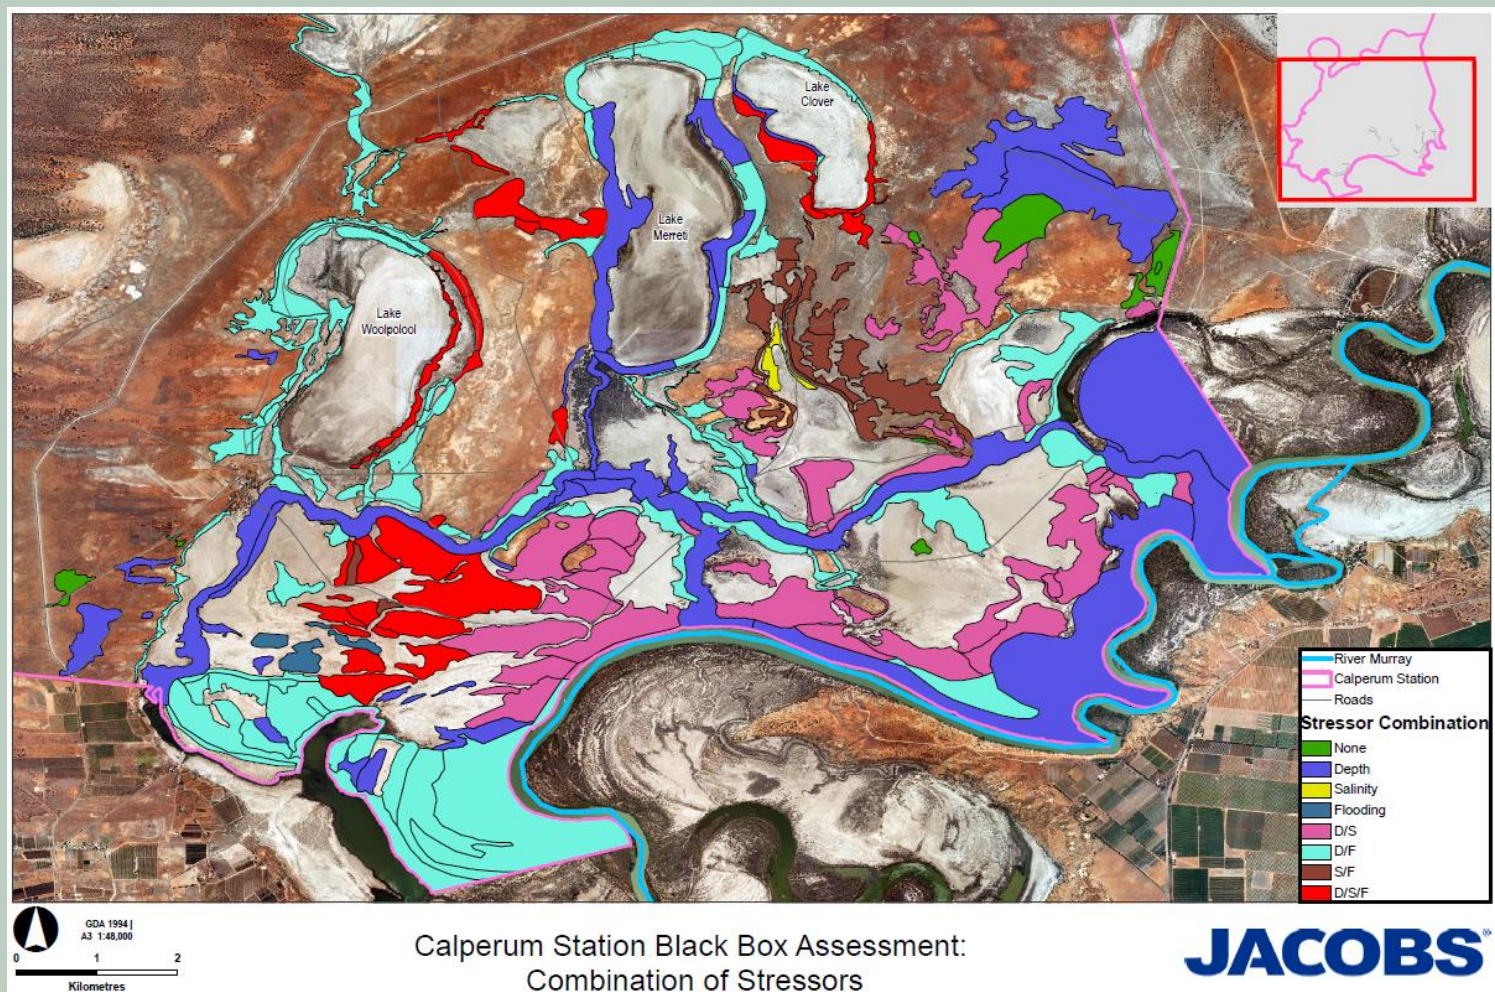 Lake
Clover
Lake
Merreti
Lake
Woolpolool
River Murray
Calperum Station
Roads
Stressor Combination
None
Depth
Salinity
Flooding
D/S
D/F
S/F
D/S/F
GDA 1994 |
A3 1:48,000
0 1 2
Kilometres
Calperum Station Black Box Assessment:
Combination of Stressors
JACOBS®